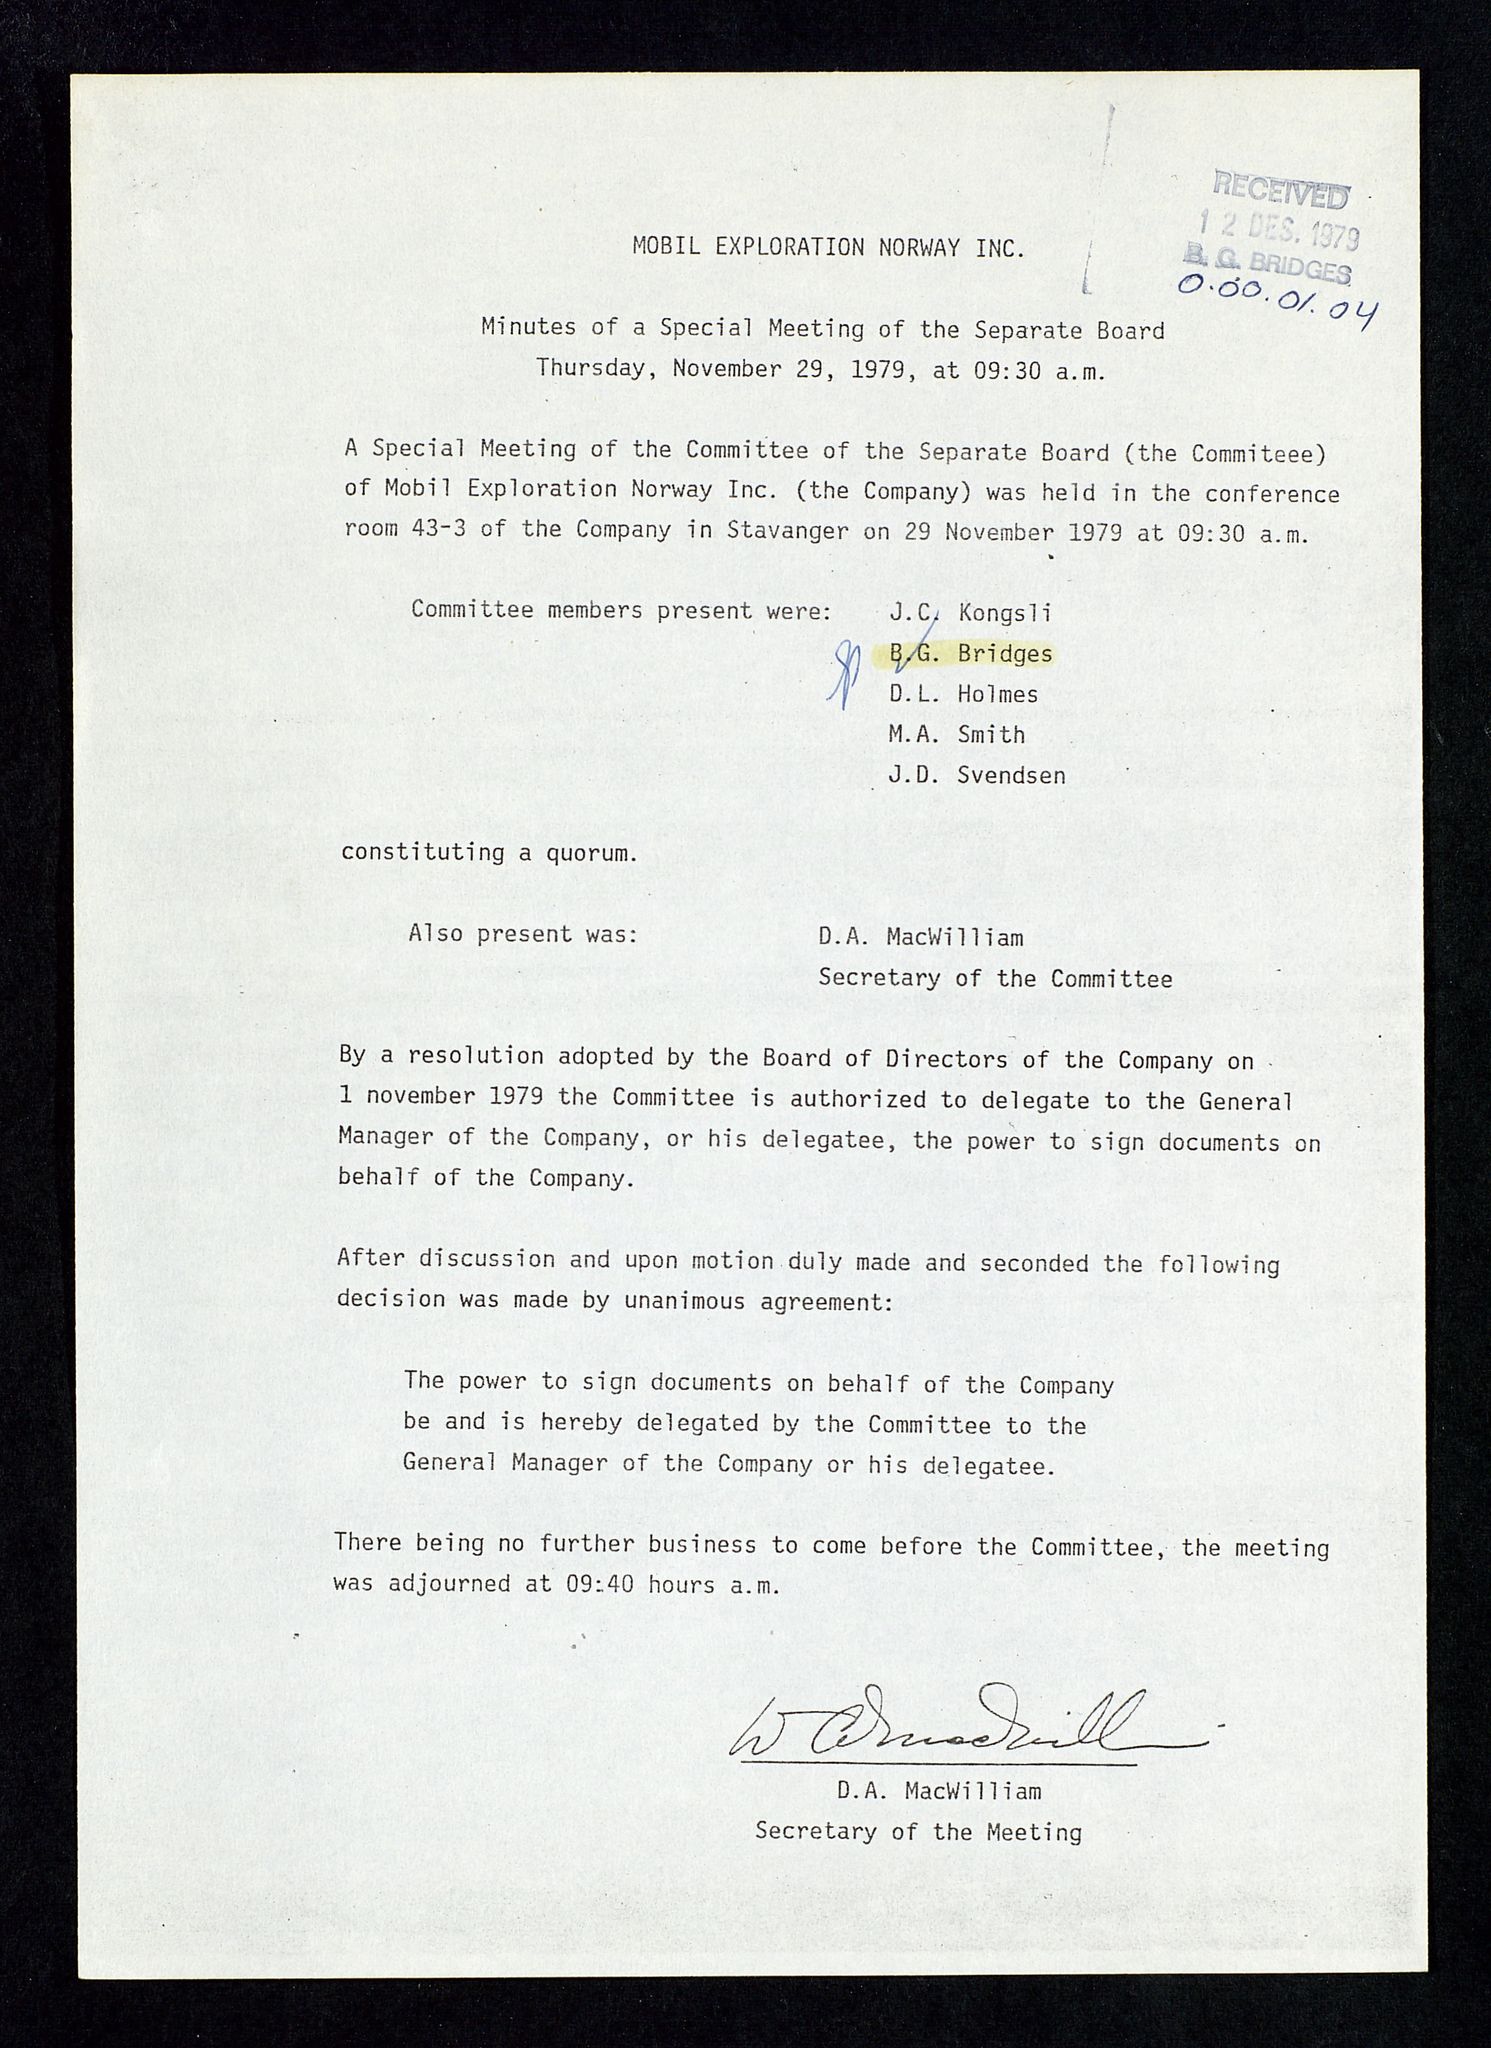 RECEIVED
12 DES. 1979
B. G. BRIDGES
0.00.01.04
MOBIL EXPLORATION NORWAY INC.
Minutes of a Special Meeting of the Separate Board
Thursday, November 29, 1979, at 09:30 a.m.
A Special Meeting of the Committee of the Separate Board (the Commiteee)
of Mobil Exploration Norway Inc. (the Company) was held in the conference
room 43-3 of the Company in Stavanger on 29 November 1979 at 09:30 a.m.
Committee members present were: J.C. Kongsli
B.G. Bridges
D.L. Holmes
M.A. Smith
J.D. Svendsen
constituting a quorum.
Also present was: D.A. MacWilliam
Secretary of the Committee
By a resolution adopted by the Board of Directors of the Company on
1 november 1979 the Committee is authorized to delegate to the General
Manager of the Company, or his delegatee, the power to sign documents on
behalf of the Company.
After discussion and upon motion duly made and seconded the following
decision was made by unanimous agreement:
The power to sign documents on behalf of the Company
be and is hereby delegated by the Committee to the
General Manager of the Company or his delegatee.
There being no further business to come before the Committee, the meeting
was adjourned at 09:40 hours a.m.
D.A. MacWilliam
Secretary of the Meeting